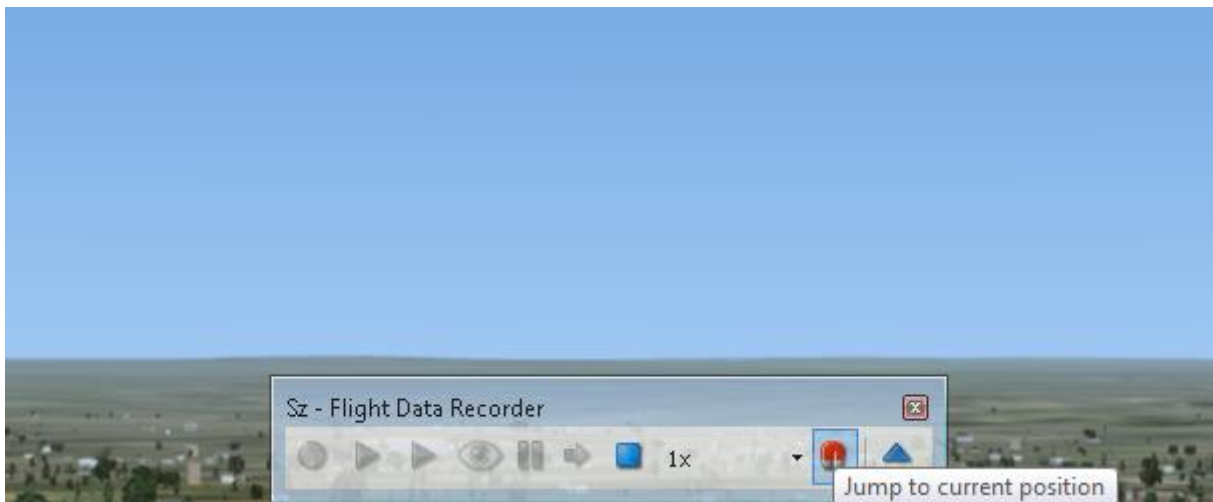 Sz - Flight Data Recorder
1x
Jump to current position